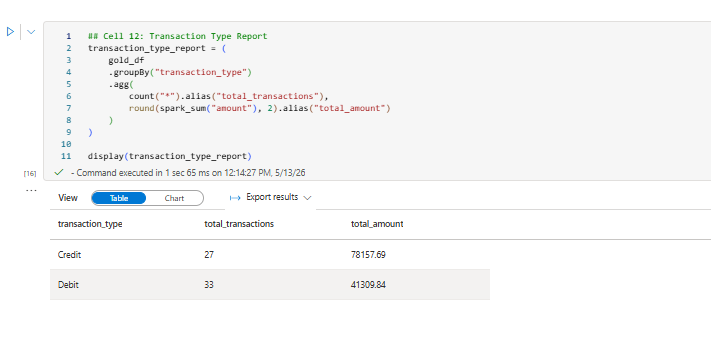 1 ## Cell 12: Transaction Type Report
2 transaction_type_report = (
3     gold_df
4     .groupBy("transaction_type")
5     .agg(
6         count("*").alias("total_transactions"),
7         round(spark_sum("amount"), 2).alias("total_amount")
8     )
9 )
10
11 display(transaction_type_report)
[16] - Command executed in 1 sec 65 ms on 12:14:27 PM, 5/13/26
View Table Chart Export results
transaction_type total_transactions total_amount
Credit 27 78157.69
Debit 33 41309.84